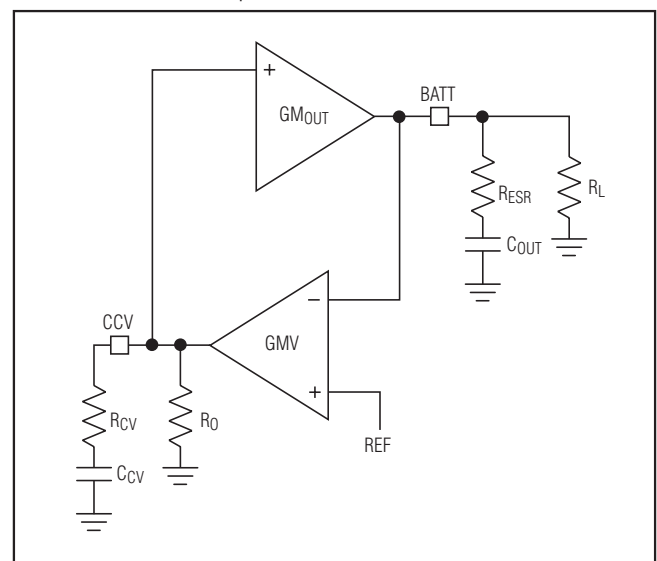 +
GMOUT
BATT
RESR
RL
COUT
−
CCV
GMV
+
RCV
RO
REF
CCV